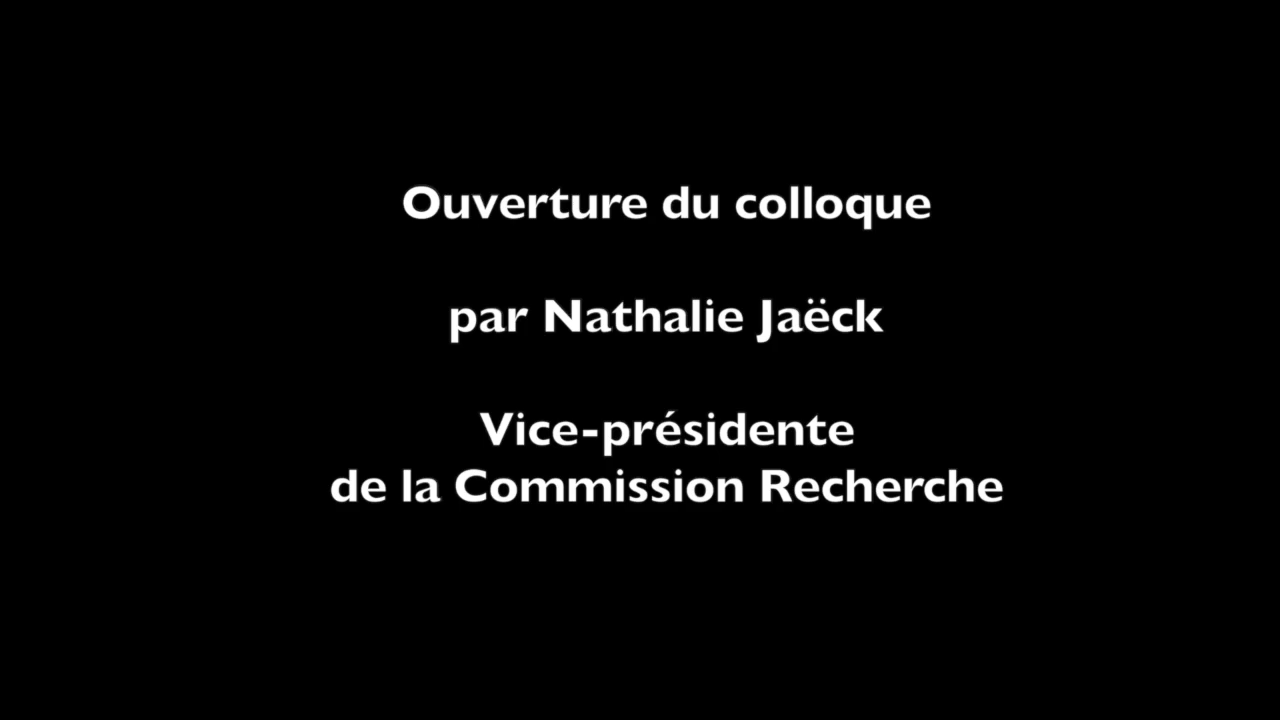 Ouverture du colloque
par Nathalie Jaëck
Vice-présidente
de la Commission Recherche